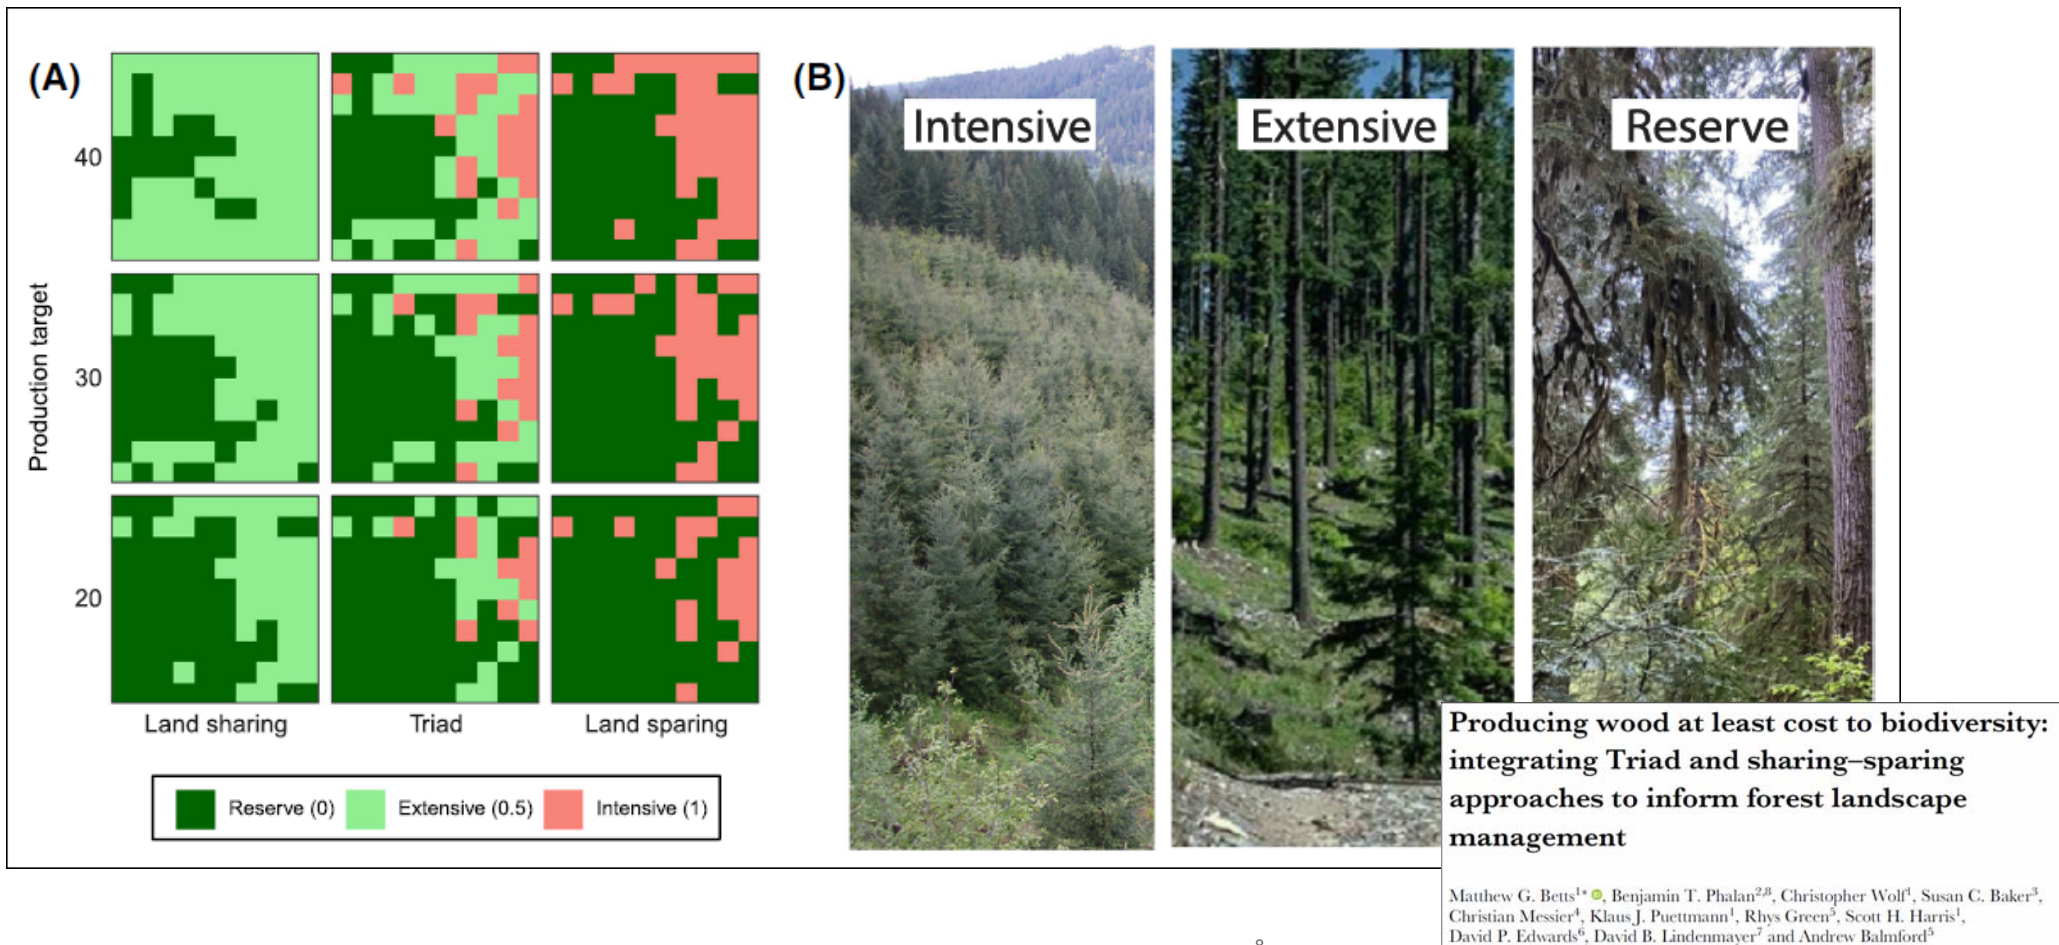 (A)
40
30
20
Production target
Land sharing
Triad
Land sparing
Reserve (0)
Extensive (0.5)
Intensive (1)
(B)
Intensive
Extensive
Reserve
Producing wood at least cost to biodiversity:
integrating Triad and sharing–sparing
approaches to inform forest landscape
management
Matthew G. Betts1*, Benjamin T. Phalan2,8, Christopher Wolf1, Susan C. Baker3,
Christian Messier4, Klaus J. Puettmann1, Rhys Green5, Scott H. Harris1,
David P. Edwards6, David B. Lindenmayer7 and Andrew Balmford5